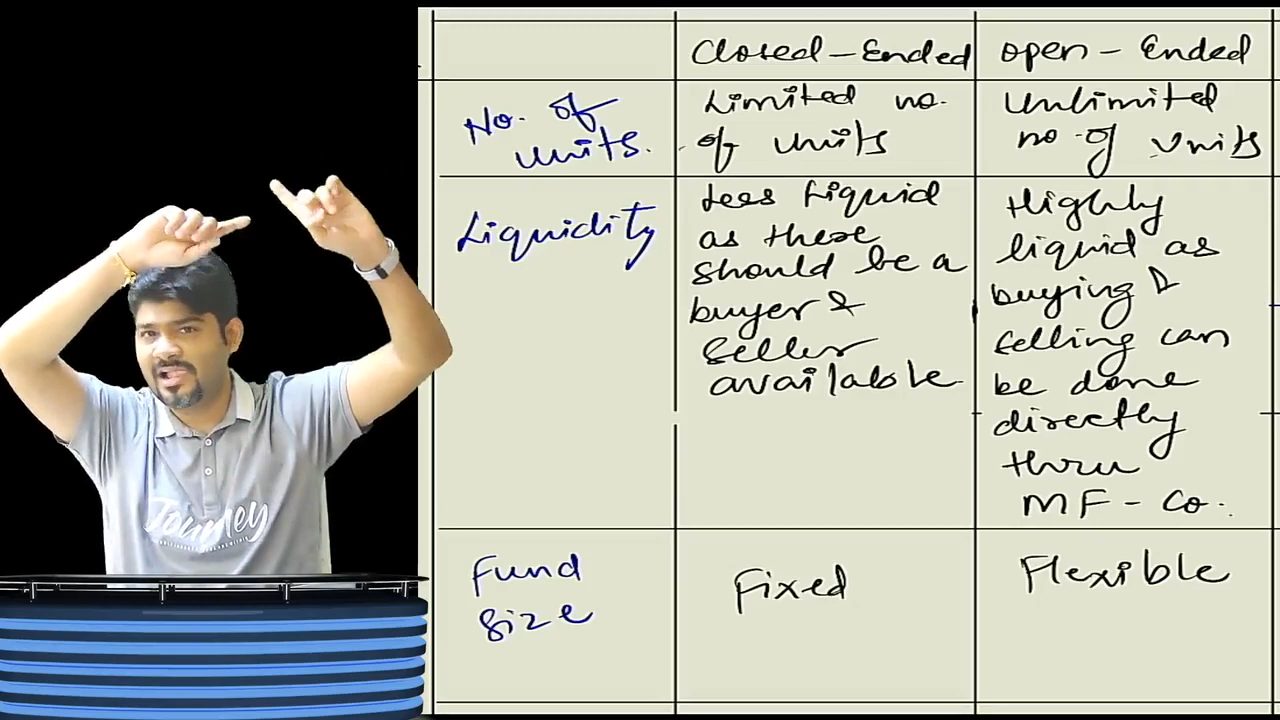 Closed-Ended
Open-Ended
No. of
units.
Limited no.
of units
Unlimited
no. of units
Liquidity
Less liquid
as there
should be a
buyer &
seller
available.
Highly
liquid as
buying &
selling can
be done
directly
thru
MF-Co.
Fund
size
Fixed
Flexible
Journey